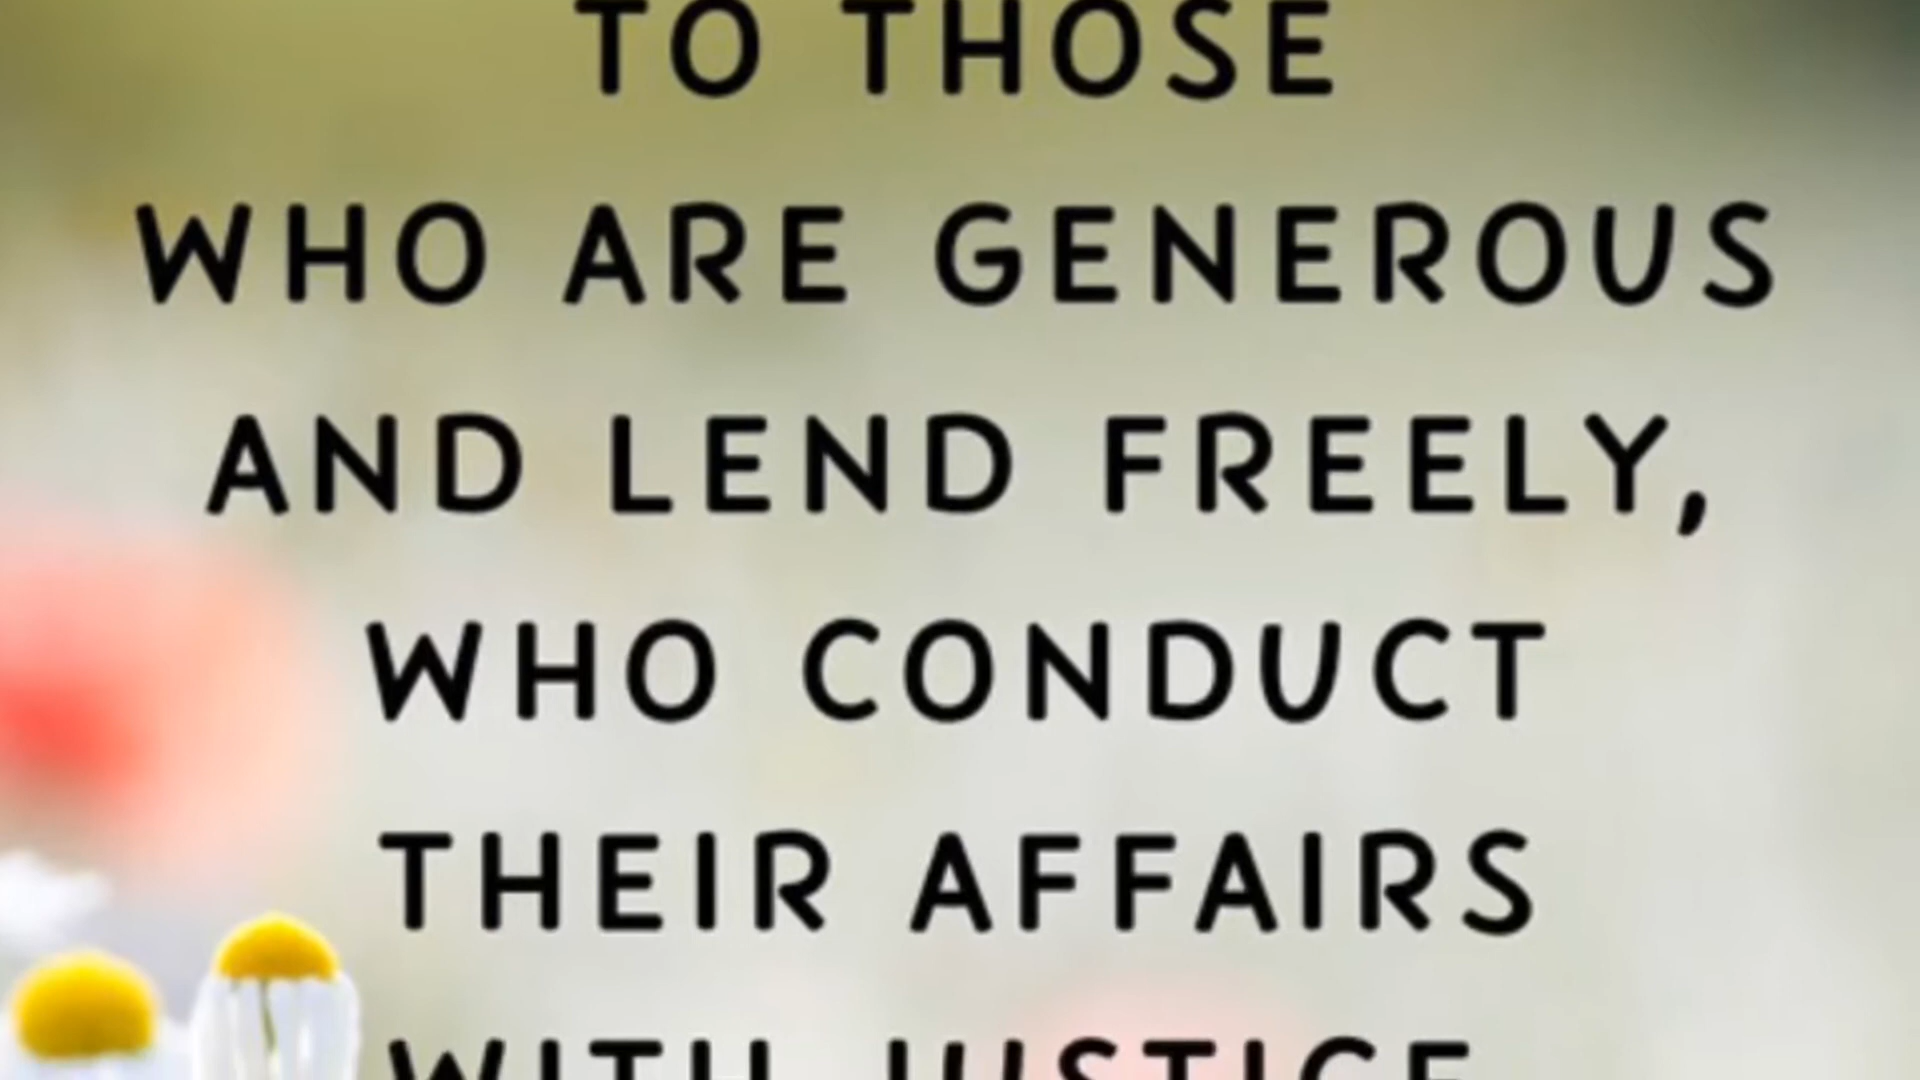 TO THOSE
WHO ARE GENEROUS
AND LEND FREELY,
WHO CONDUCT
THEIR AFFAIRS
WITH JUSTICE